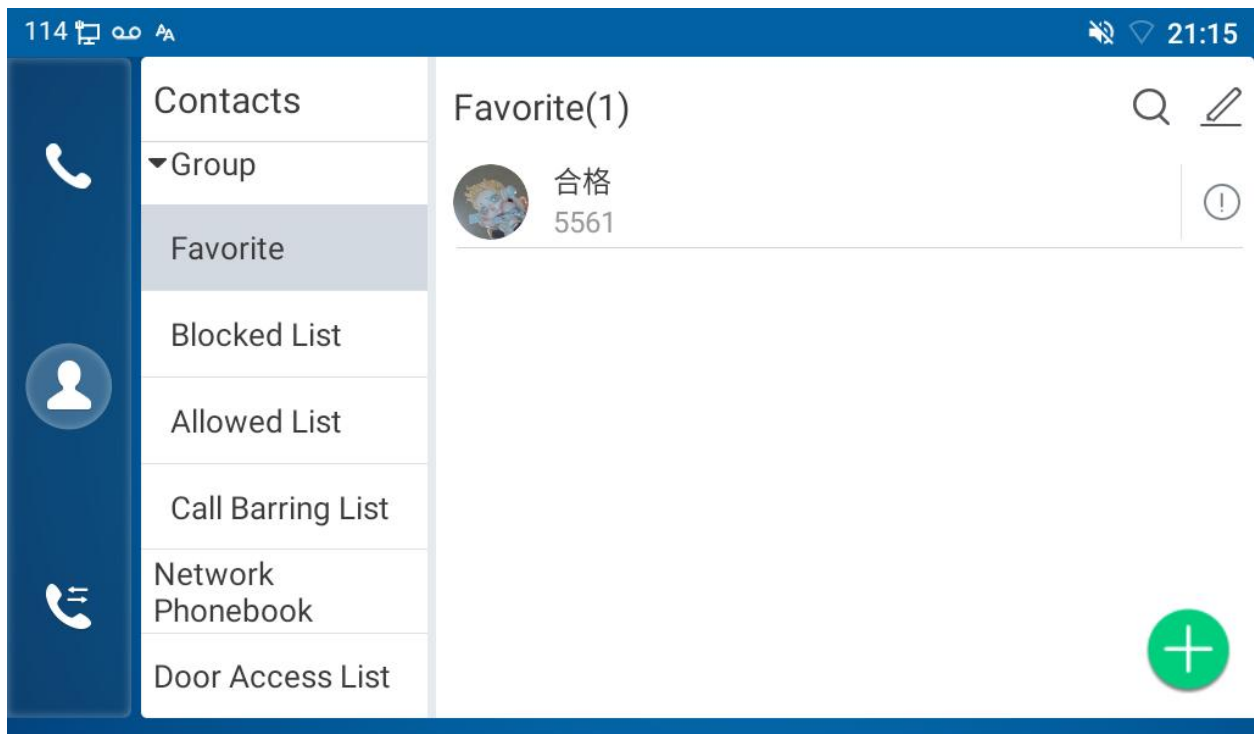 114 21:15
Contacts
Group
Favorite
Blocked List
Allowed List
Call Barring List
Network
Phonebook
Door Access List
Favorite(1)
合格
5561